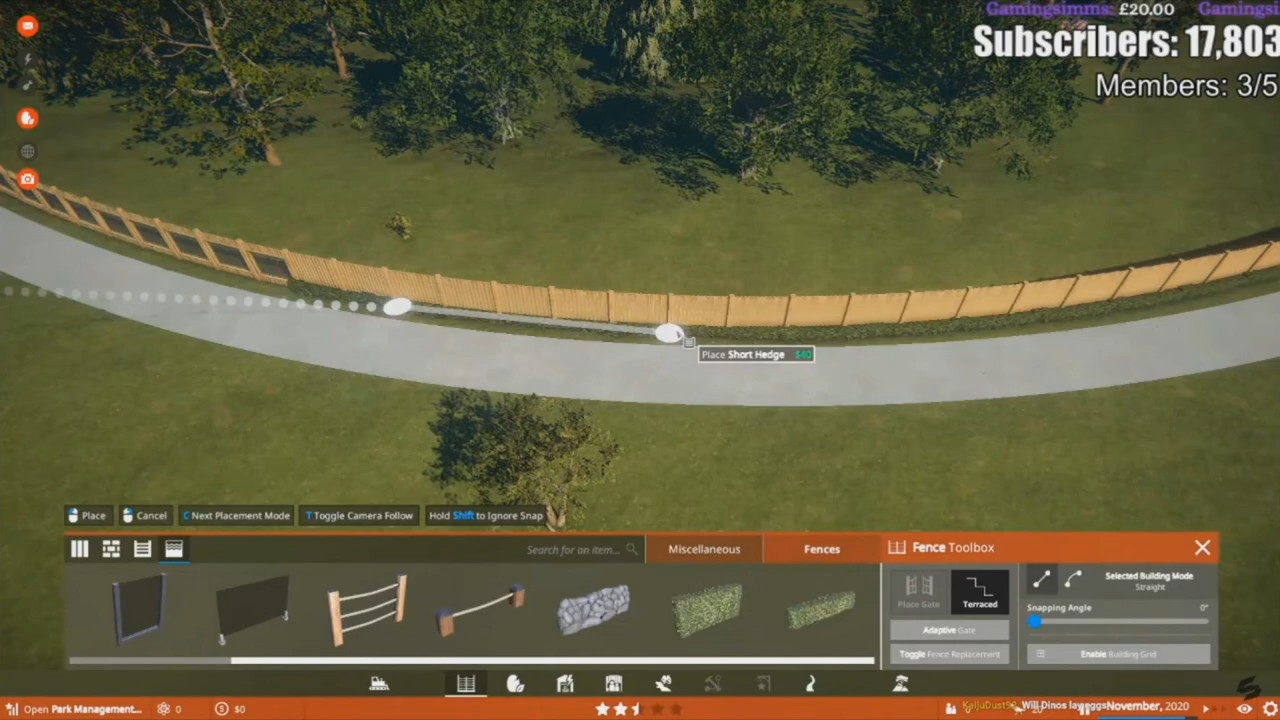 Gamingsimms: £20.00 Gamingsi
Subscribers: 17,803
Members: 3/5
Place Short Hedge $40
Place Cancel C Next Placement Mode T Toggle Camera Follow Hold Shift to Ignore Snap
Search for an item... Miscellaneous Fences Fence Toolbox
Place Gate Terraced
Selected Building Mode
Straight
Snapping Angle 0°
Adaptive Gate
Toggle Fence Replacement Enable Building Grid
Open Park Management... 0 $0 KaijuDust98 Will Dinos lay eggs November, 2020